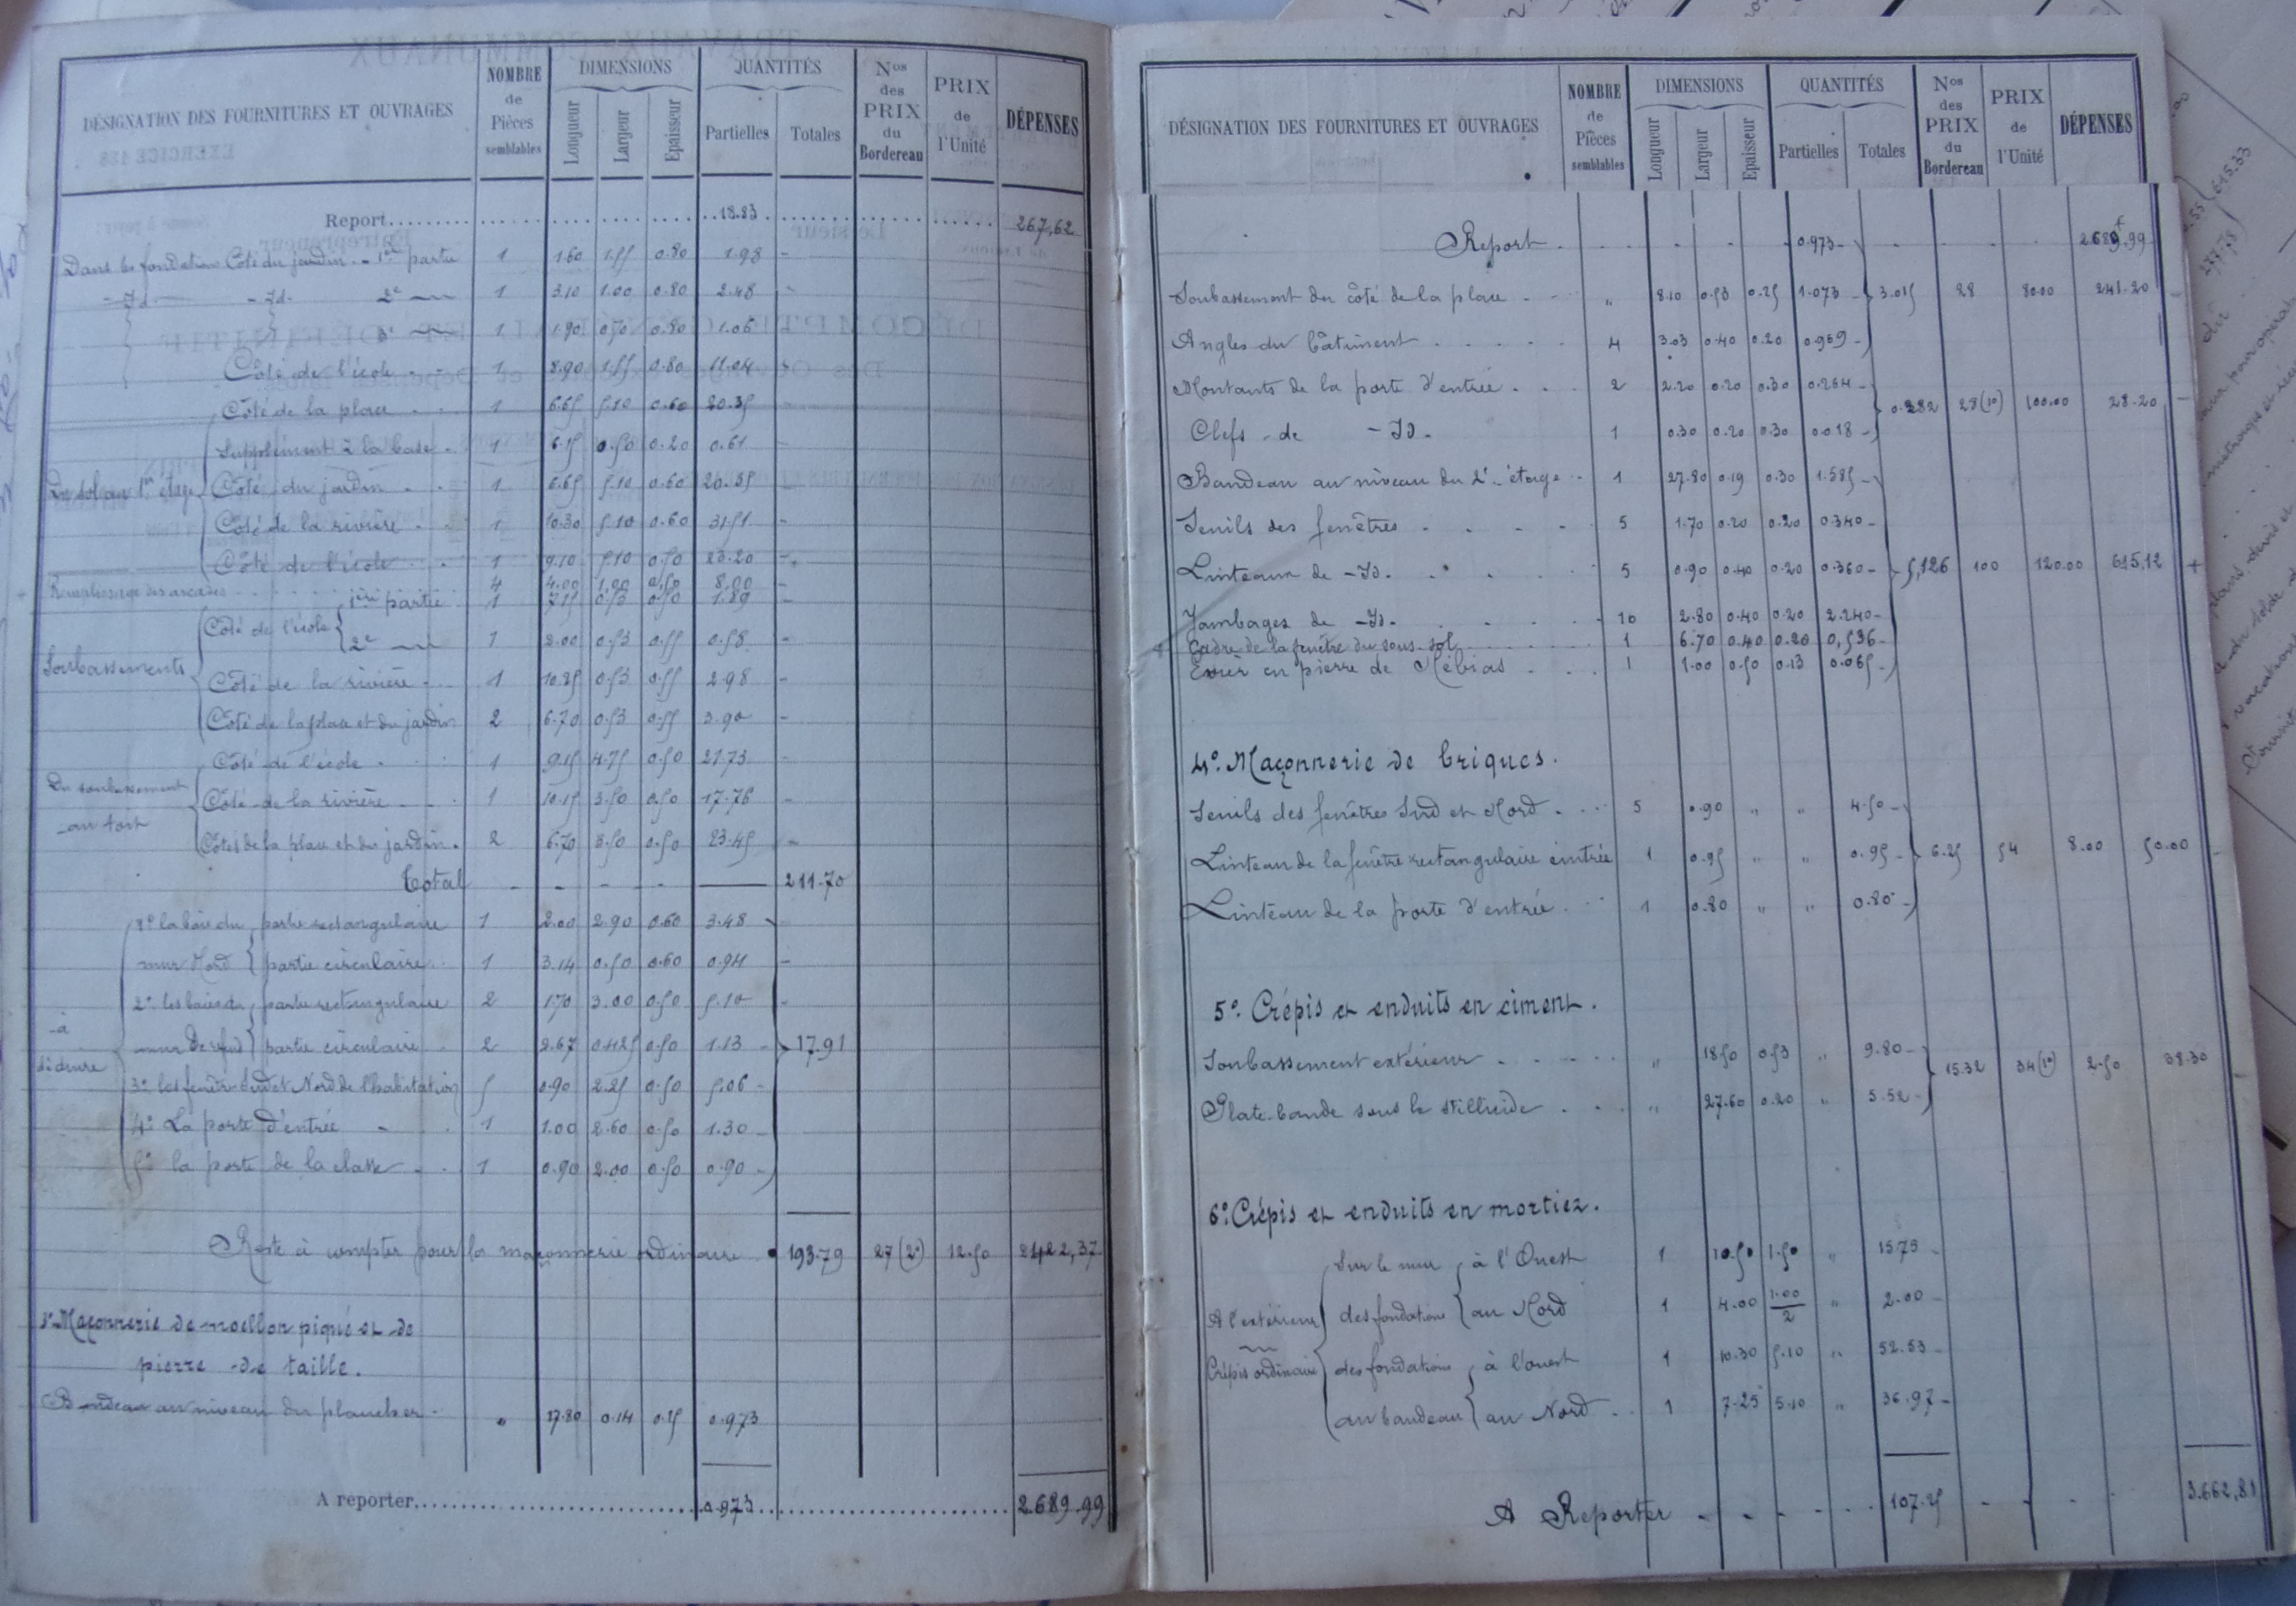 DÉSIGNATION DES FOURNITURES ET OUVRAGES NOMBRE de Pièces semblables DIMENSIONS Longueur Largeur Epaisseur QUANTITÉS Partielles Totales Nos des PRIX du Bordereau PRIX de l'Unité DÉPENSES
Report 18.83 267,62
Dans les fondations Côté du jardin 1ère partie 1 1.60 1.55 0.80 1.98
-Id- -Id- 2e 1 3.10 1.00 0.80 2.48
3e 1 1.90 0.70 0.80 1.06
Côté de l'école 1 8.90 1.55 0.80 11.04
Du sol au 1er étage
Côté de la place 1 6.65 5.10 0.60 20.35
Supplément à la base 1 6.15 0.50 0.20 0.61
Côté du jardin 1 6.65 5.10 0.60 20.35
Côté de la rivière 1 10.30 5.10 0.60 31.51
Côté de l'école 1 9.10 5.10 0.50 23.20
Remplissage des arcades 4 4.00 1.00 0.50 8.00
Soubassements
Côté de l'école 1ère partie 1 7.15 0.53 0.50 1.89
2e 1 2.00 0.53 0.55 0.58
Côté de la rivière 1 10.25 0.53 0.55 2.98
Côté de la place et du jardin 2 6.70 0.53 0.55 3.90
Du soubassement au toit
Côté de l'école 1 9.15 4.75 0.50 21.73
Côté de la rivière 1 10.15 3.50 0.50 17.76
Côtés de la place et du jardin 2 6.70 3.50 0.50 23.45
Total 211.70
à déduire
1º la baie du mur Nord partie rectangulaire 1 2.00 2.90 0.60 3.48
partie circulaire 1 3.14 0.50 0.60 0.94
2º les baies du mur de refend partie rectangulaire 2 1.70 3.00 0.50 5.10
partie circulaire 2 2.67 0.425 0.50 1.13 17.91
3º les fenêtres Sud et Nord de l'habitation 5 0.90 2.25 0.50 5.06
4º La porte d'entrée 1 1.00 2.60 0.50 1.30
5º la porte de la classe 1 0.90 2.00 0.50 0.90
Reste à compter pour la maçonnerie ordinaire 193.79 27(2º) 12.50 2422,37
3º Maçonnerie de moellon piqué et de
pierre de taille.
Bandeau au niveau du plancher " 27.80 0.14 0.25 0.973
A reporter 0.973 2.689.99
DÉSIGNATION DES FOURNITURES ET OUVRAGES NOMBRE de Pièces semblables DIMENSIONS Longueur Largeur Epaisseur QUANTITÉS Partielles Totales Nos des PRIX du Bordereau PRIX de l'Unité DÉPENSES
Report 0.973 2689.99
Soubassement du côté de la place " 8.10 0.53 0.25 1.073 3.015 28 80.00 241.20
Angles du bâtiment 4 3.03 0.40 0.20 0.969
Montants de la porte d'entrée 2 2.20 0.20 0.30 0.264 0.282 28(1º) 100.00 28.20
Clefs de -Id- 1 0.30 0.20 0.30 0.018
Bandeau au niveau du 2e étage 1 27.80 0.19 0.30 1.585
Seuils des fenêtres 5 1.70 0.20 0.20 0.340
Linteaux de -Id- 5 0.90 0.40 0.20 0.360 5,126 100 120.00 615,12
Jambages de -Id- 10 2.80 0.40 0.20 2.240
Cadre de la fenêtre du sous-sol 1 6.70 0.40 0.20 0,536
Evier en pierre de Mébias 1 1.00 0.50 0.13 0.065
4º. Maçonnerie de briques.
Seuils des fenêtres Sud et Nord 5 0.90 " " 4.50
Linteau de la fenêtre rectangulaire cintrée 1 0.95 " " 0.95 6.25 54 8.00 50.00
Linteau de la porte d'entrée 1 0.80 " " 0.80
5º. Crépis et enduits en ciment.
Soubassement extérieur " 18.50 0.53 " 9.80 15.32 34(1º) 2.50 38.30
Plate-bande sous le " 27.60 0.20 " 5.52
6º. Crépis et enduits en mortier.
A l'extérieur
Crépis ordinaire
Sur le mur des fondations à l'Ouest 1 10.50 1.50 " 15.75
au Nord 1 4.00 1.00/2 " 2.00
des fondations au bandeau à l'ouest 1 10.30 5.10 " 52.53
au Nord 1 7.25 5.10 " 36.97
A Reporter 107.25 3.662,81